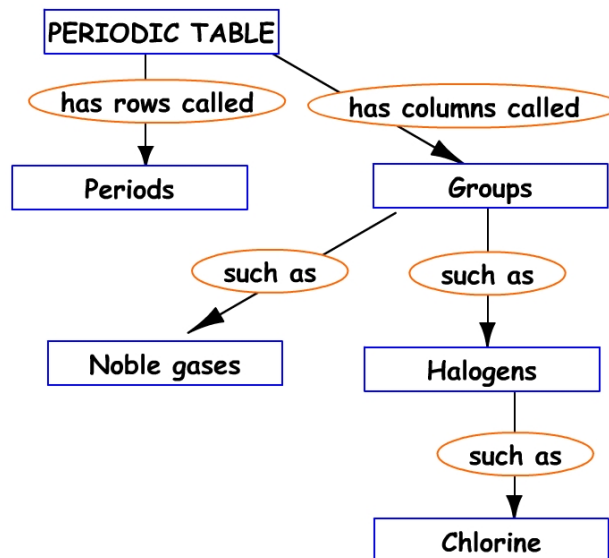 PERIODIC TABLE
has rows called
has columns called
Periods
Groups
such as
such as
Noble gases
Halogens
such as
Chlorine